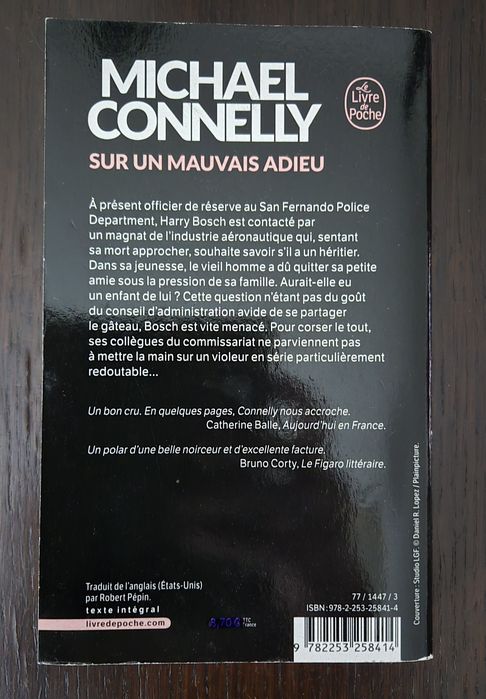 MICHAEL
CONNELLY
Le
Livre
de
Poche
SUR UN MAUVAIS ADIEU
À présent officier de réserve au San Fernando Police
Department, Harry Bosch est contacté par
un magnat de l'industrie aéronautique qui, sentant
sa mort approcher, souhaite savoir s'il a un héritier.
Dans sa jeunesse, le vieil homme a dû quitter sa petite
amie sous la pression de sa famille. Aurait-elle eu
un enfant de lui ? Cette question n'étant pas du goût
du conseil d'administration avide de se partager
le gâteau, Bosch est vite menacé. Pour corser le tout,
ses collègues du commissariat ne parviennent pas
à mettre la main sur un violeur en série particulièrement
redoutable...
Un bon cru. En quelques pages, Connelly nous accroche.
Catherine Balle, Aujourd'hui en France.
Un polar d'une belle noirceur et d'excellente facture.
Bruno Corty, Le Figaro littéraire.
Traduit de l'anglais (États-Unis)
par Robert Pépin.
texte intégral
livredepoche.com
8,70 € TTC
France
77 / 1447 / 3
ISBN : 978-2-253-25841-4
9 782253 258414
Couverture : Studio LGF. © Daniel R. Lopez / Plainpicture.